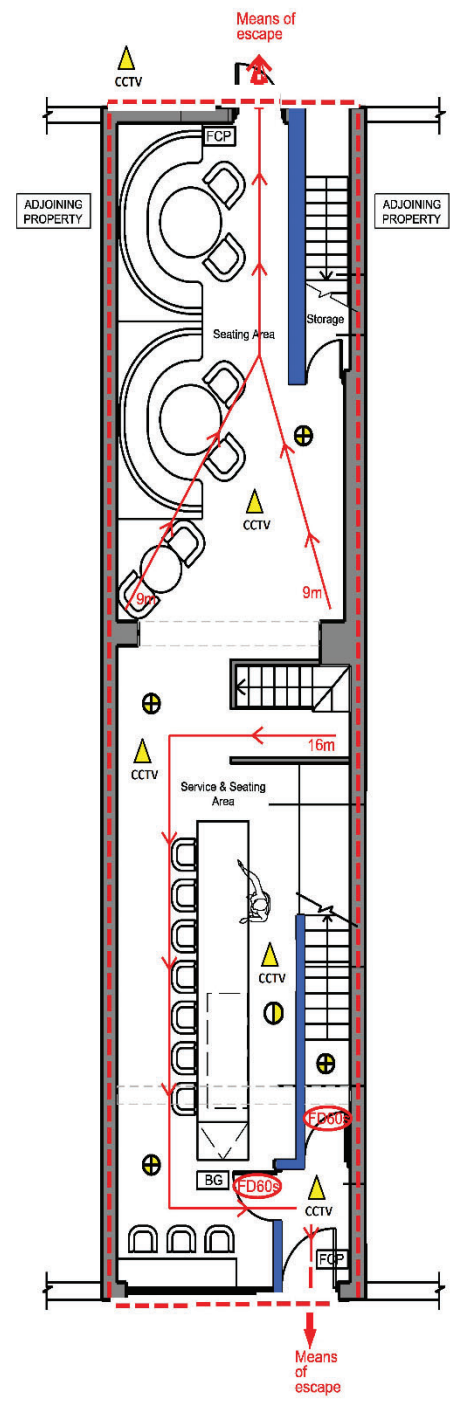 Means of
escape
CCTV
FCP
ADJOINING
PROPERTY
ADJOINING
PROPERTY
Storage
Seating Area
CCTV
9m
9m
16m
CCTV
Service & Seating
Area
CCTV
FD60s
BG
FD60s
CCTV
FCP
Means
of
escape